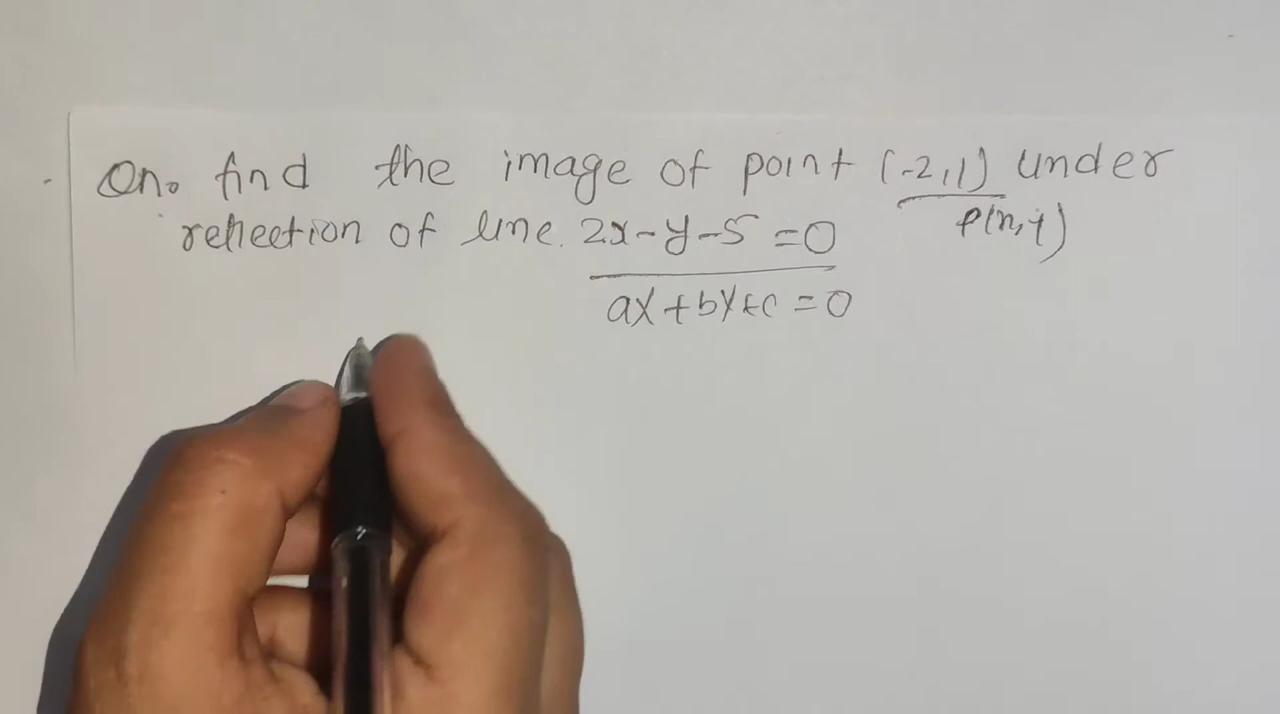 Qn. find the image of point (-2,1) under
P(x,y)
reflection of line. 2x-y-5=0
ax+by+c=0